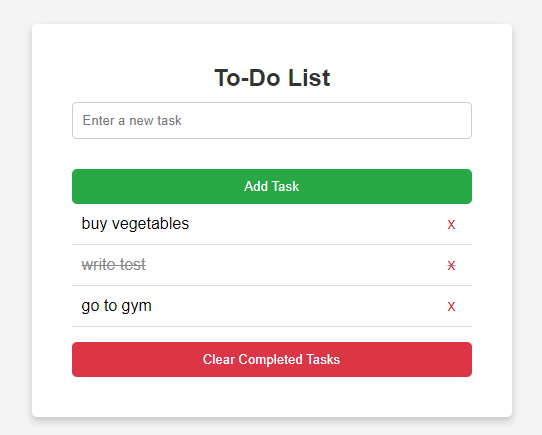 To-Do List
Enter a new task
Add Task
buy vegetables x
write test x
go to gym x
Clear Completed Tasks